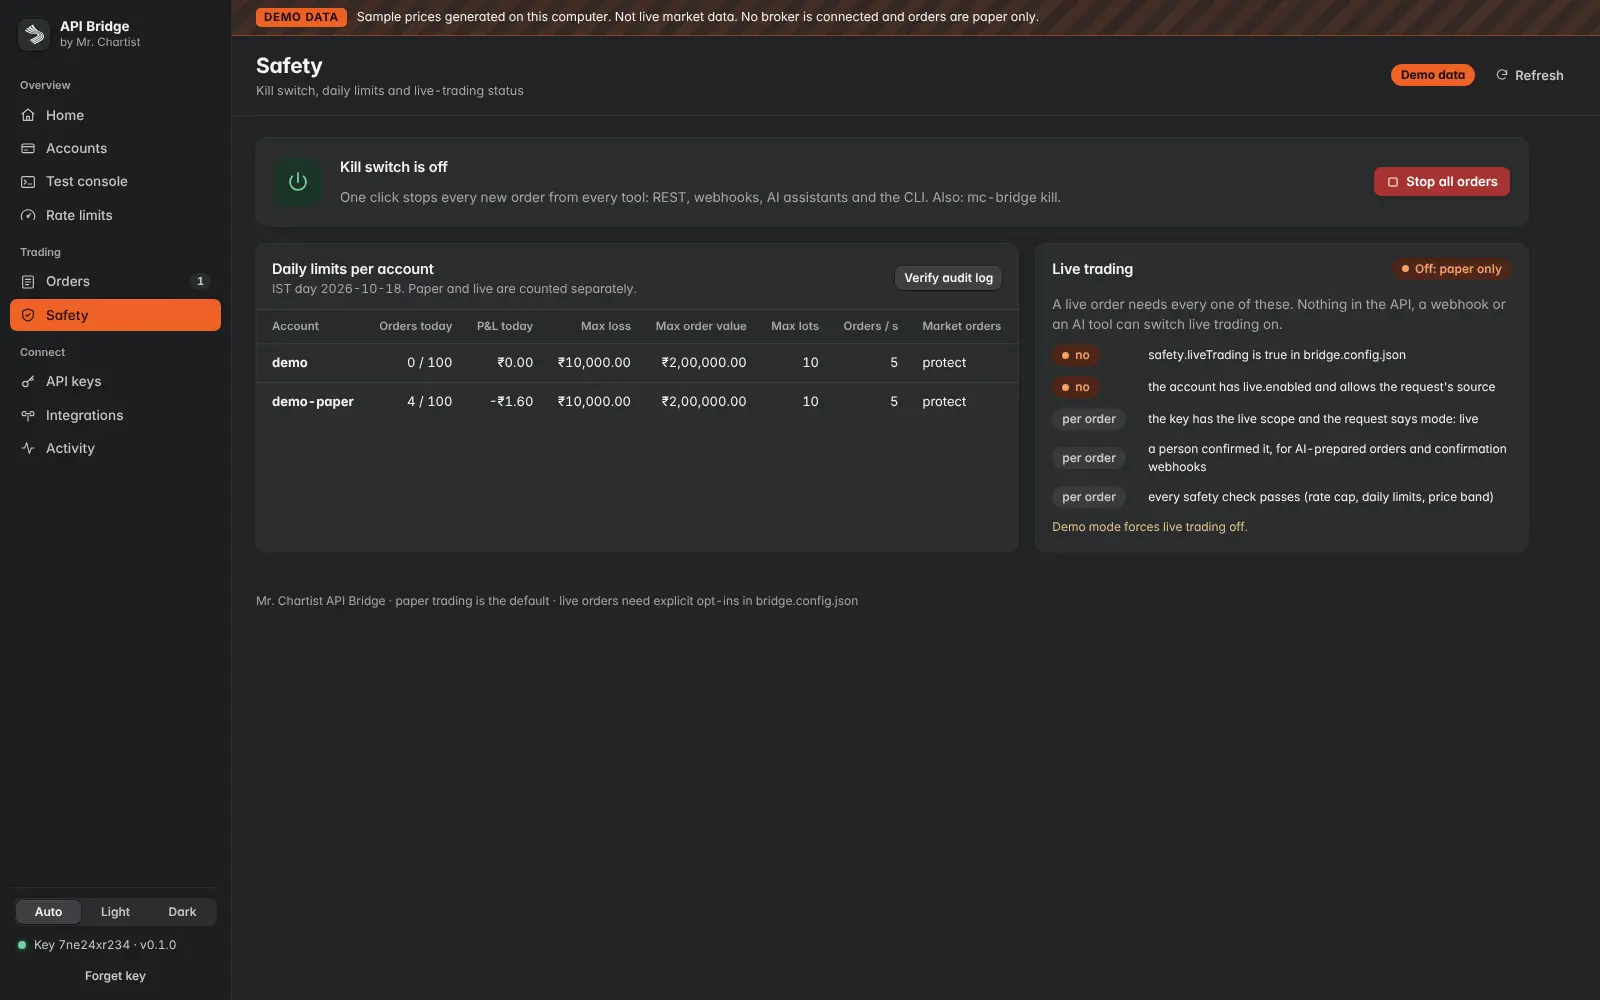 API Bridge
by Mr. Chartist
Overview
Home
Accounts
Test console
Rate limits
Trading
Orders 1
Safety
Connect
API keys
Integrations
Activity
Auto Light Dark
Key 7ne24xr234 · v0.1.0
Forget key
DEMO DATA Sample prices generated on this computer. Not live market data. No broker is connected and orders are paper only.
Safety
Kill switch, daily limits and live-trading status
Demo data Refresh
Kill switch is off
One click stops every new order from every tool: REST, webhooks, AI assistants and the CLI. Also: mc-bridge kill.
Stop all orders
Daily limits per account
IST day 2026-10-18. Paper and live are counted separately.
Verify audit log
Account Orders today P&L today Max loss Max order value Max lots Orders / s Market orders
demo 0 / 100 ₹0.00 ₹10,000.00 ₹2,00,000.00 10 5 protect
demo-paper 4 / 100 -₹1.60 ₹10,000.00 ₹2,00,000.00 10 5 protect
Live trading Off: paper only
A live order needs every one of these. Nothing in the API, a webhook or
an AI tool can switch live trading on.
no safety.liveTrading is true in bridge.config.json
no the account has live.enabled and allows the request's source
per order the key has the live scope and the request says mode: live
per order a person confirmed it, for AI-prepared orders and confirmation
webhooks
per order every safety check passes (rate cap, daily limits, price band)
Demo mode forces live trading off.
Mr. Chartist API Bridge · paper trading is the default · live orders need explicit opt-ins in bridge.config.json